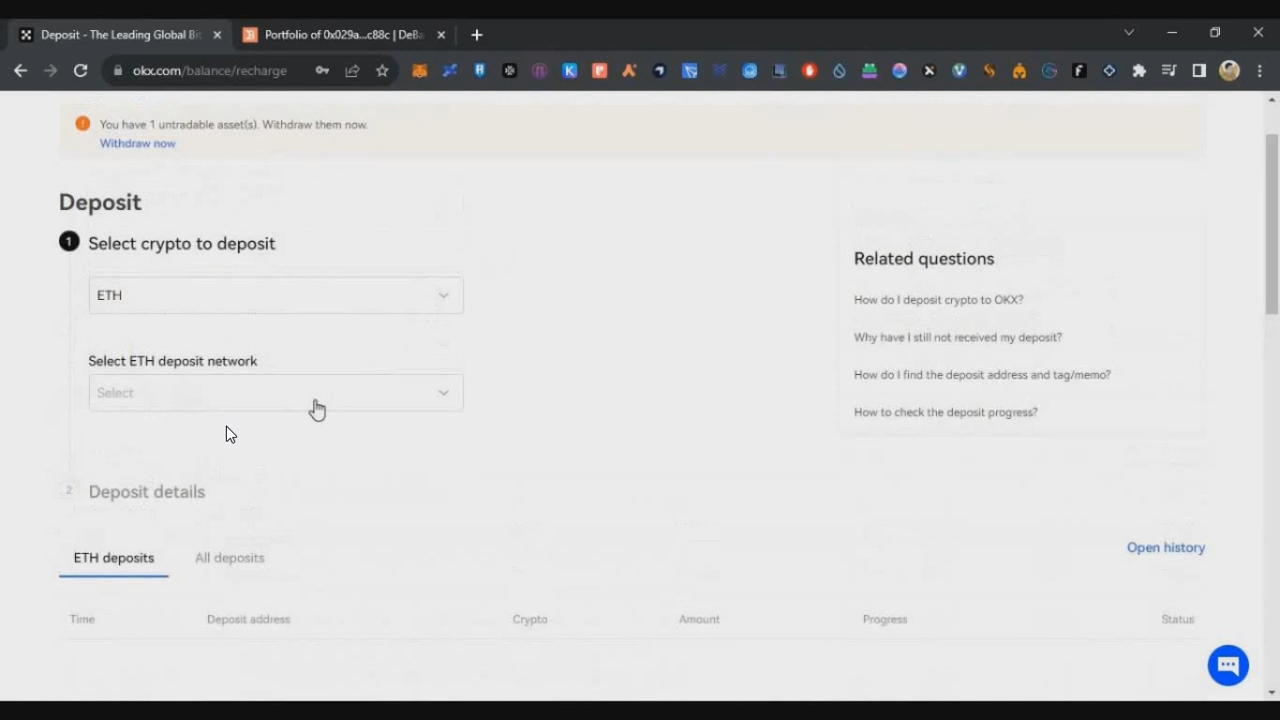 Deposit - The Leading Global Bi
Portfolio of 0x029a...c88c | DeBa
okx.com/balance/recharge
You have 1 untradable asset(s). Withdraw them now.
Withdraw now
Deposit
1 Select crypto to deposit
ETH
Select ETH deposit network
Select
2 Deposit details
Related questions
How do I deposit crypto to OKX?
Why have I still not received my deposit?
How do I find the deposit address and tag/memo?
How to check the deposit progress?
ETH deposits All deposits Open history
Time Deposit address Crypto Amount Progress Status